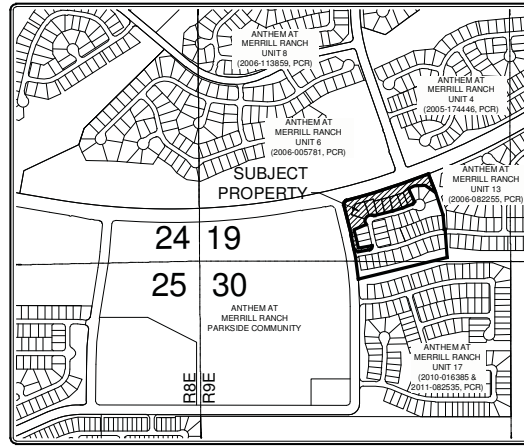 ANTHEM AT
MERRILL RANCH
UNIT 8
(2006-113859, PCR)
ANTHEM AT
MERRILL RANCH
UNIT 4
(2005-174446, PCR)
ANTHEM AT
MERRILL RANCH
UNIT 6
(2006-005781, PCR)
SUBJECT
PROPERTY
ANTHEM AT
MERRILL RANCH
UNIT 13
(2006-082255, PCR)
24 19
25 30
ANTHEM AT
MERRILL RANCH
PARKSIDE COMMUNITY
R8E
R9E
ANTHEM AT
MERRILL RANCH
UNIT 17
(2010-016385 &
2011-082535, PCR)